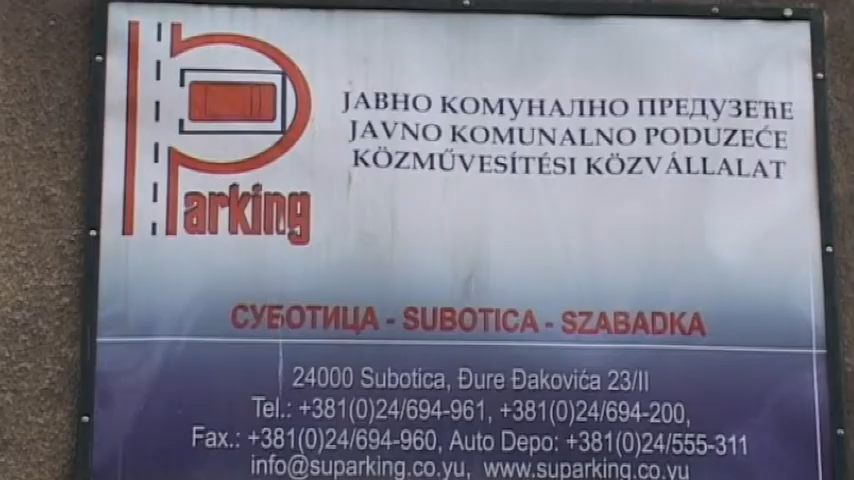 Parking
ЈАВНО КОМУНАЛНО ПРЕДУЗЕЋЕ
JAVNO KOMUNALNO PODUZEĆE
KÖZMŰVESÍTÉSI KÖZVÁLLALAT
СУБОТИЦА - SUBOTICA - SZABADKA
24000 Subotica, Đure Đakovića 23/II
Tel.: +381(0)24/694-961, +381(0)24/694-200,
Fax.: +381(0)24/694-960, Auto Depo: +381(0)24/555-311
info@suparking.co.yu, www.suparking.co.yu